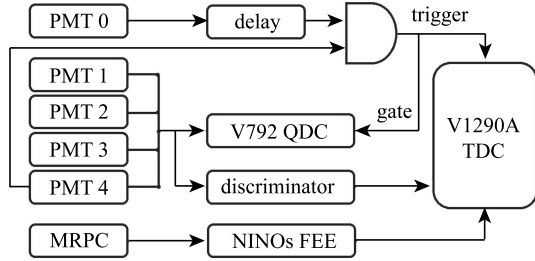 PMT 0
delay
trigger
PMT 1
PMT 2
PMT 3
PMT 4
gate
V792 QDC
V1290A
TDC
discriminator
MRPC
NINOs FEE